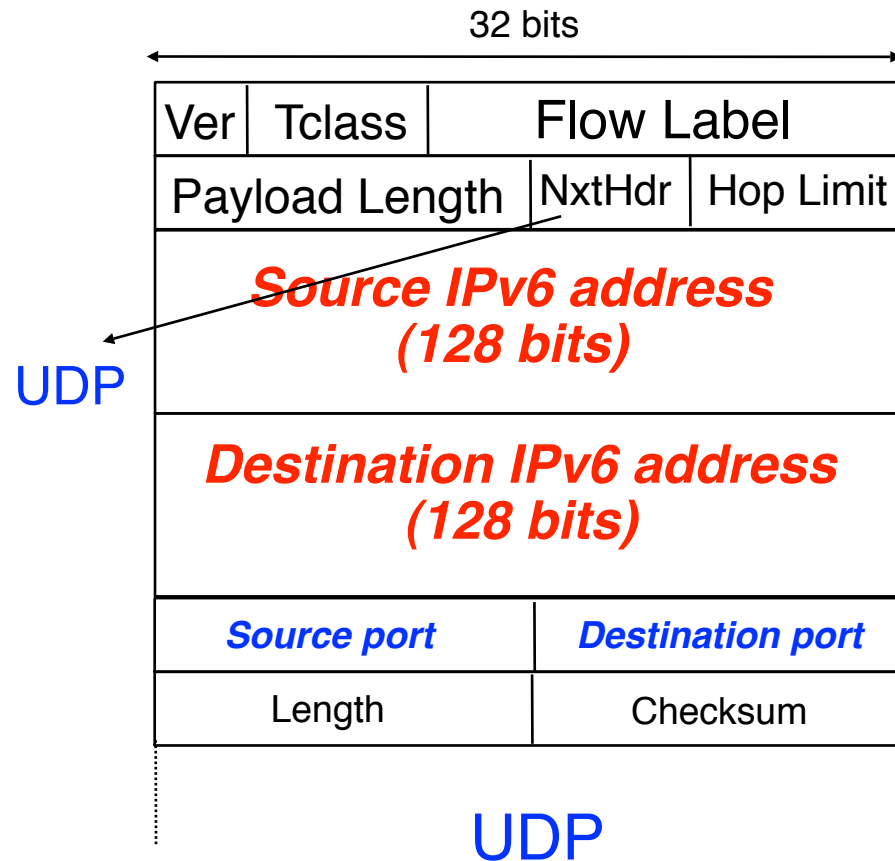 32 bits
Ver Tclass Flow Label
Payload Length NxtHdr Hop Limit
Source IPv6 address
(128 bits)
UDP
Destination IPv6 address
(128 bits)
Source port Destination port
Length Checksum
UDP